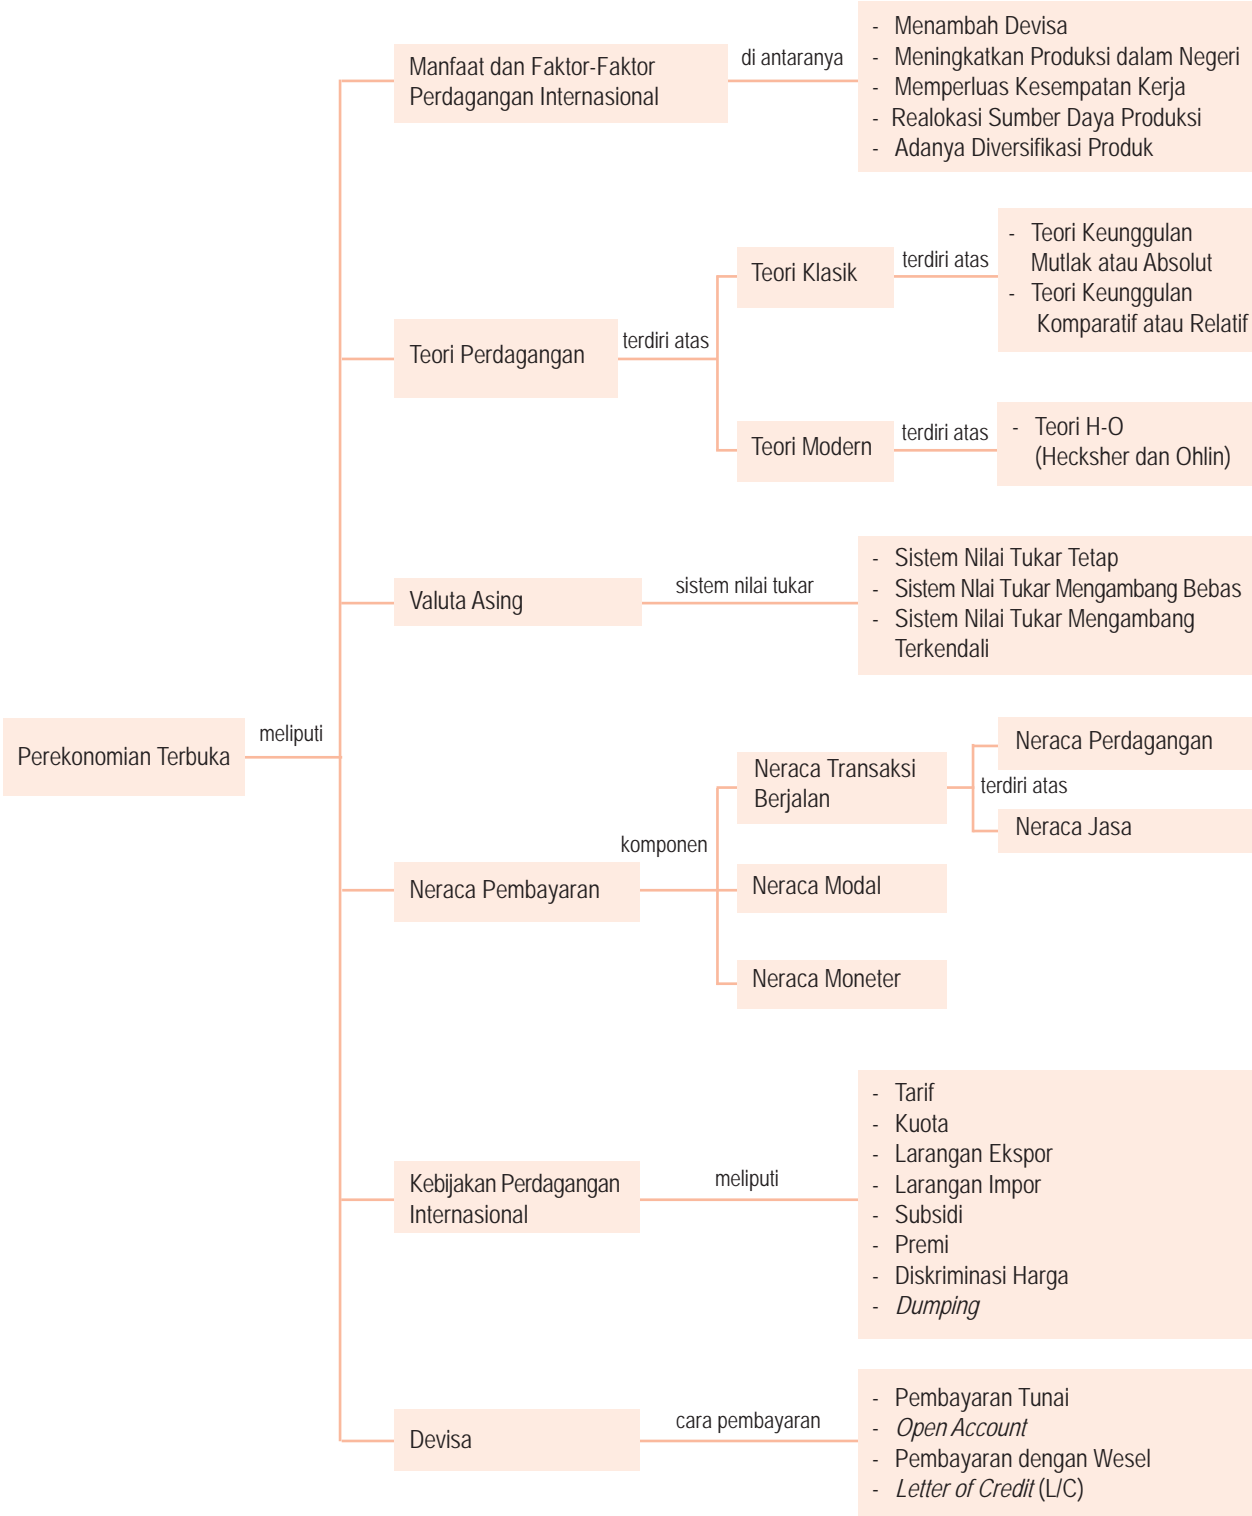 Perekonomian Terbuka
meliputi
Manfaat dan Faktor-Faktor
Perdagangan Internasional
di antaranya
- Menambah Devisa
- Meningkatkan Produksi dalam Negeri
- Memperluas Kesempatan Kerja
- Realokasi Sumber Daya Produksi
- Adanya Diversifikasi Produk
Teori Perdagangan
terdiri atas
Teori Klasik
terdiri atas
- Teori Keunggulan
Mutlak atau Absolut
- Teori Keunggulan
Komparatif atau Relatif
Teori Modern
terdiri atas
- Teori H-O
(Hecksher dan Ohlin)
Valuta Asing
sistem nilai tukar
- Sistem Nilai Tukar Tetap
- Sistem NIai Tukar Mengambang Bebas
- Sistem Nilai Tukar Mengambang
Terkendali
Neraca Pembayaran
komponen
Neraca Transaksi
Berjalan
terdiri atas
Neraca Perdagangan
Neraca Jasa
Neraca Modal
Neraca Moneter
Kebijakan Perdagangan
Internasional
meliputi
- Tarif
- Kuota
- Larangan Ekspor
- Larangan Impor
- Subsidi
- Premi
- Diskriminasi Harga
- Dumping
Devisa
cara pembayaran
- Pembayaran Tunai
- Open Account
- Pembayaran dengan Wesel
- Letter of Credit (L/C)